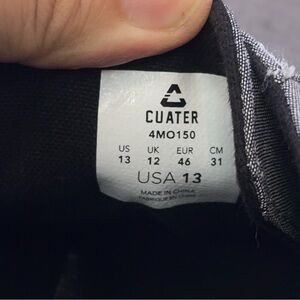 CUATER
4MO150
US UK EUR CM
13 12 46 31
USA 13
MADE IN CHINA
FABRIQUÉ EN CHINE